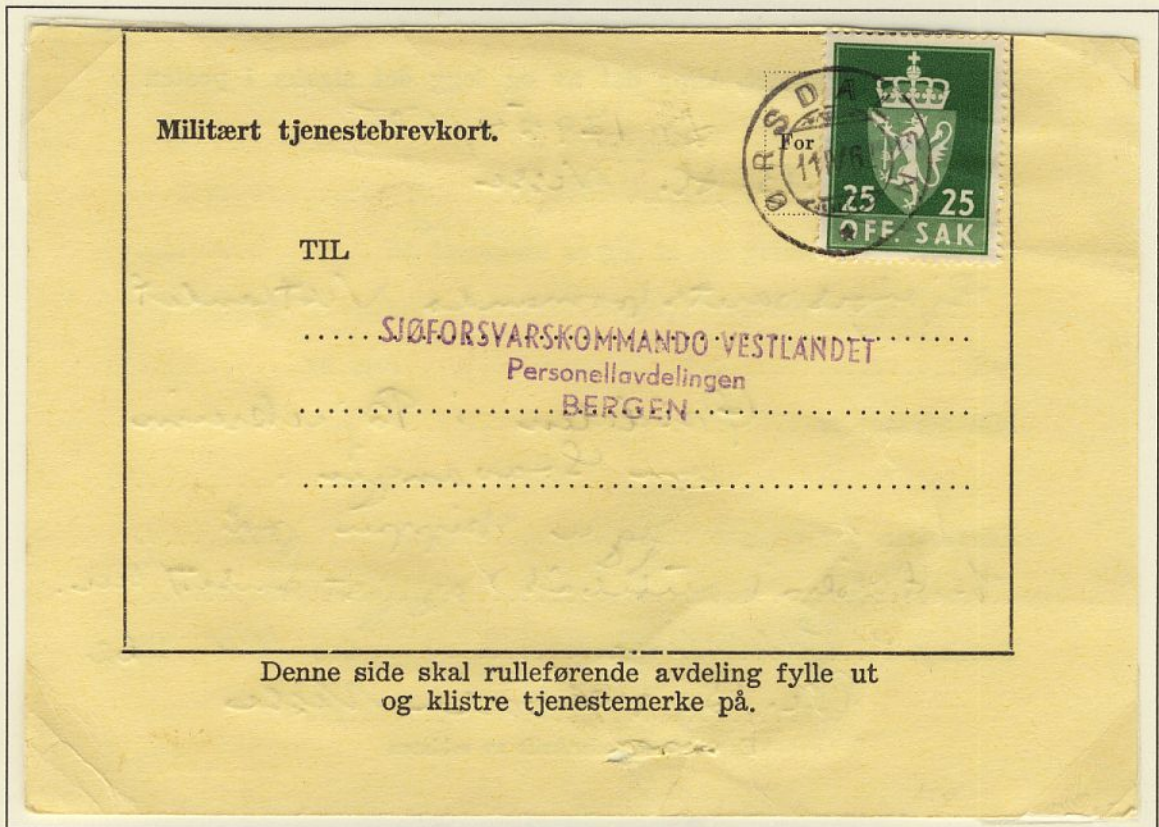 Militært tjenestebrevkort.
For
25 25
OFF. SAK
TIL
SJØFORSVARSKOMMANDO VESTLANDET
Personellavdelingen
BERGEN
Denne side skal rulleførende avdeling fylle ut
og klistre tjenestemerke på.